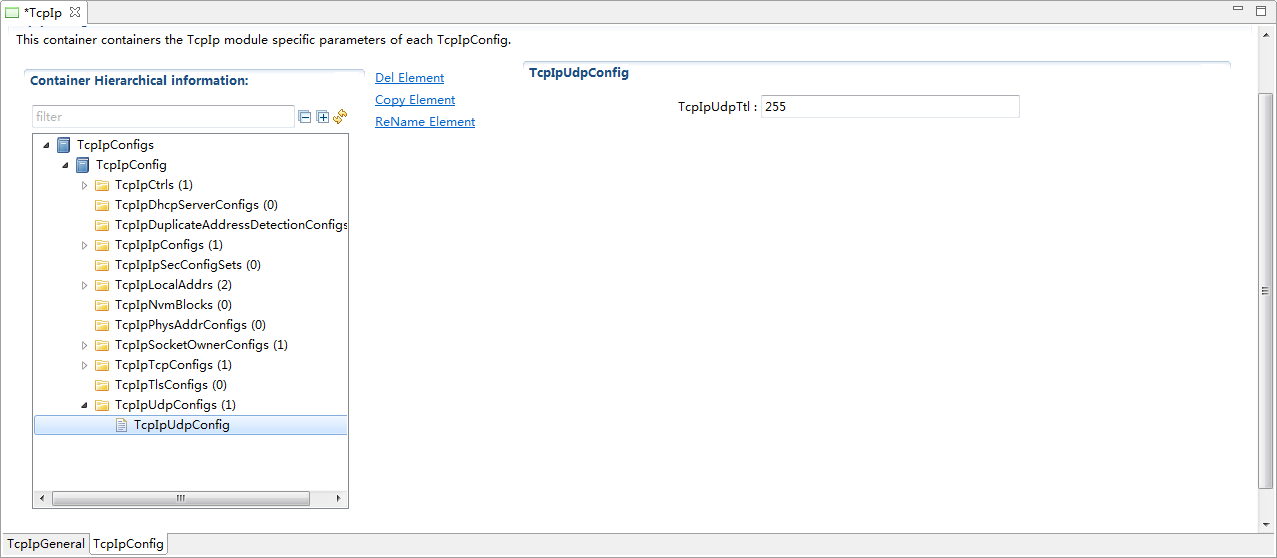 *TcpIp
This container containers the TcpIp module specific parameters of each TcpIpConfig.
Container Hierarchical information:
filter
TcpIpConfigs
TcpIpConfig
TcpIpCtrls (1)
TcpIpDhcpServerConfigs (0)
TcpIpDuplicateAddressDetectionConfigs
TcpIpIpConfigs (1)
TcpIpIpSecConfigSets (0)
TcpIpLocalAddrs (2)
TcpIpNvmBlocks (0)
TcpIpPhysAddrConfigs (0)
TcpIpSocketOwnerConfigs (1)
TcpIpTcpConfigs (1)
TcpIpTlsConfigs (0)
TcpIpUdpConfigs (1)
TcpIpUdpConfig
Del Element
Copy Element
ReName Element
TcpIpUdpConfig
TcpIpUdpTtl : 255
TcpIpGeneral TcpIpConfig